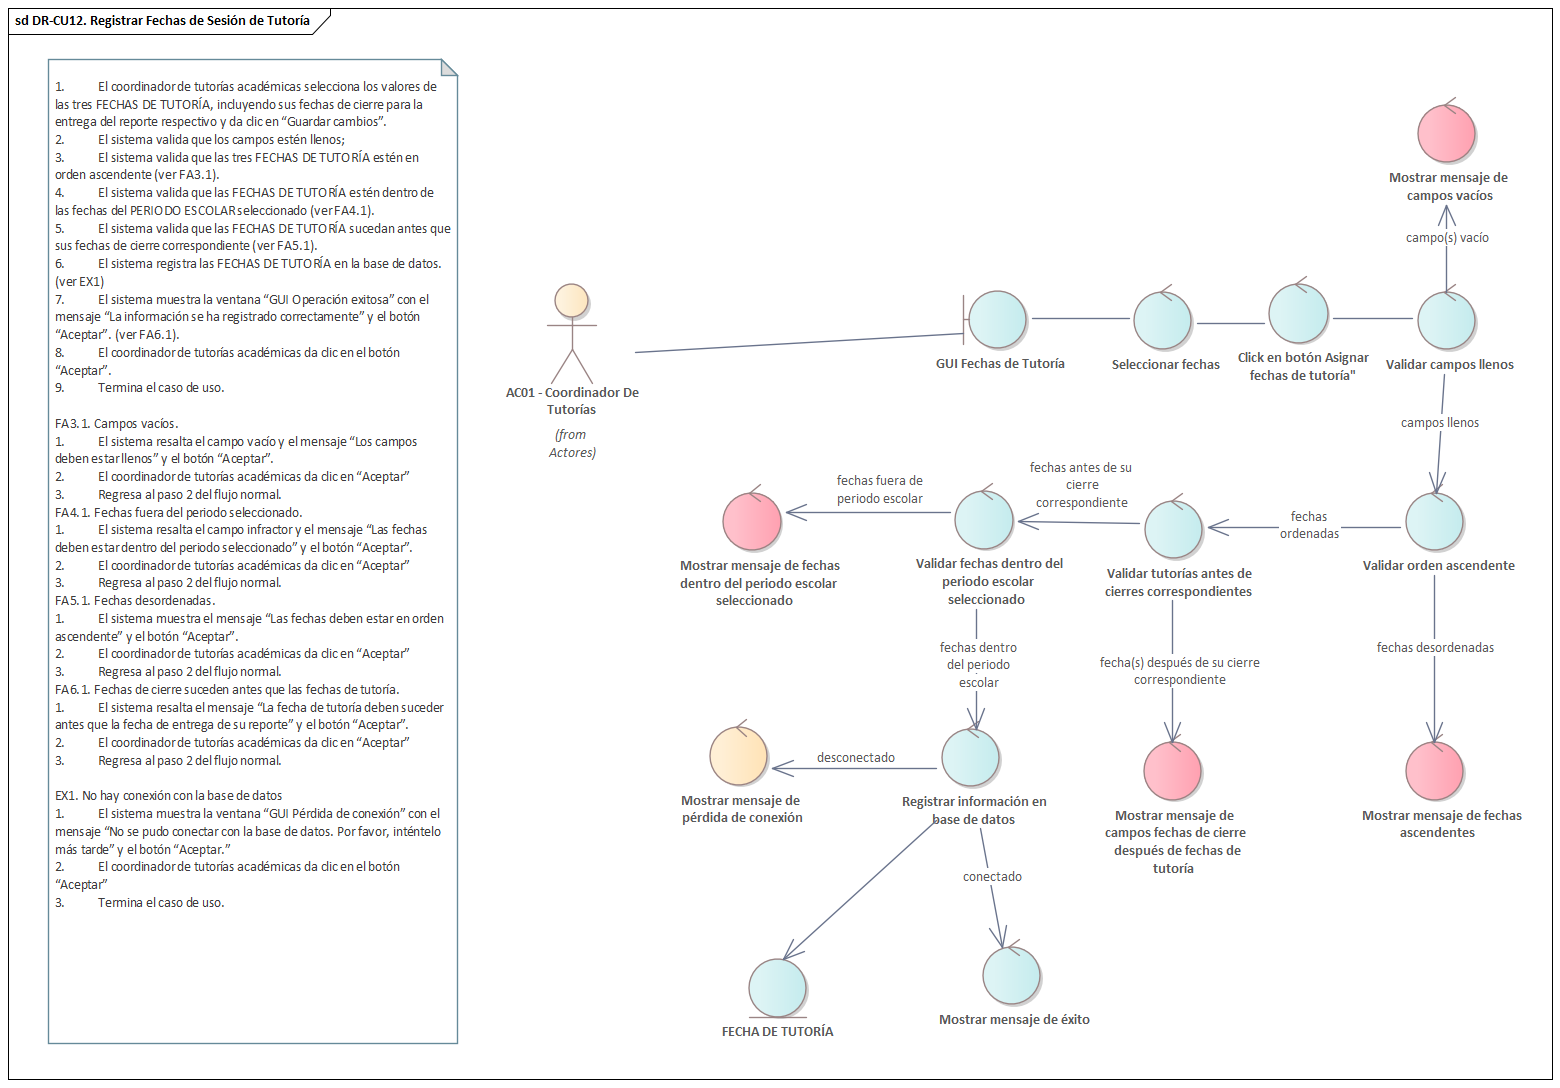 sd DR-CU12. Registrar Fechas de Sesión de Tutoría
1. El coordinador de tutorías académicas selecciona los valores de
las tres FECHAS DE TUTORÍA, incluyendo sus fechas de cierre para la
entrega del reporte respectivo y da clic en “Guardar cambios”.
2. El sistema valida que los campos estén llenos;
3. El sistema valida que las tres FECHAS DE TUTORÍA estén en
orden ascendente (ver FA3.1).
4. El sistema valida que las FECHAS DE TUTORÍA estén dentro de
las fechas del PERIODO ESCOLAR seleccionado (ver FA4.1).
5. El sistema valida que las FECHAS DE TUTORÍA sucedan antes que
sus fechas de cierre correspondiente (ver FA5.1).
6. El sistema registra las FECHAS DE TUTORÍA en la base de datos.
(ver EX1)
7. El sistema muestra la ventana “GUI Operación exitosa” con el
mensaje “La información se ha registrado correctamente” y el botón
“Aceptar”. (ver FA6.1).
8. El coordinador de tutorías académicas da clic en el botón
“Aceptar”.
9. Termina el caso de uso.
FA3.1. Campos vacíos.
1. El sistema resalta el campo vacío y el mensaje “Los campos
deben estar llenos” y el botón “Aceptar”.
2. El coordinador de tutorías académicas da clic en “Aceptar”
3. Regresa al paso 2 del flujo normal.
FA4.1. Fechas fuera del periodo seleccionado.
1. El sistema resalta el campo infractor y el mensaje “Las fechas
deben estar dentro del periodo seleccionado” y el botón “Aceptar”.
2. El coordinador de tutorías académicas da clic en “Aceptar”
3. Regresa al paso 2 del flujo normal.
FA5.1. Fechas desordenadas.
1. El sistema muestra el mensaje “Las fechas deben estar en orden
ascendente” y el botón “Aceptar”.
2. El coordinador de tutorías académicas da clic en “Aceptar”
3. Regresa al paso 2 del flujo normal.
FA6.1. Fechas de cierre suceden antes que las fechas de tutoría.
1. El sistema resalta el mensaje “La fecha de tutoría deben suceder
antes que la fecha de entrega de su reporte” y el botón “Aceptar”.
2. El coordinador de tutorías académicas da clic en “Aceptar”
3. Regresa al paso 2 del flujo normal.
EX1. No hay conexión con la base de datos
1. El sistema muestra la ventana “GUI Pérdida de conexión” con el
mensaje “No se pudo conectar con la base de datos. Por favor, inténtelo
más tarde” y el botón “Aceptar.”
2. El coordinador de tutorías académicas da clic en el botón
“Aceptar”
3. Termina el caso de uso.
Mostrar mensaje de
campos vacíos
campo(s) vacío
AC01 - Coordinador De
Tutorías
(from
Actores)
GUI Fechas de Tutoría
Seleccionar fechas
Click en botón Asignar
fechas de tutoría"
Validar campos llenos
campos llenos
Validar orden ascendente
fechas
ordenadas
Validar tutorías antes de
cierres correspondientes
fechas antes de su
cierre
correspondiente
Validar fechas dentro del
periodo escolar
seleccionado
fechas fuera de
periodo escolar
Mostrar mensaje de fechas
dentro del periodo escolar
seleccionado
fechas dentro
del periodo
escolar
fecha(s) después de su cierre
correspondiente
fechas desordenadas
desconectado
Mostrar mensaje de
pérdida de conexión
Registrar información en
base de datos
Mostrar mensaje de
campos fechas de cierre
después de fechas de
tutoría
Mostrar mensaje de fechas
ascendentes
conectado
FECHA DE TUTORÍA
Mostrar mensaje de éxito